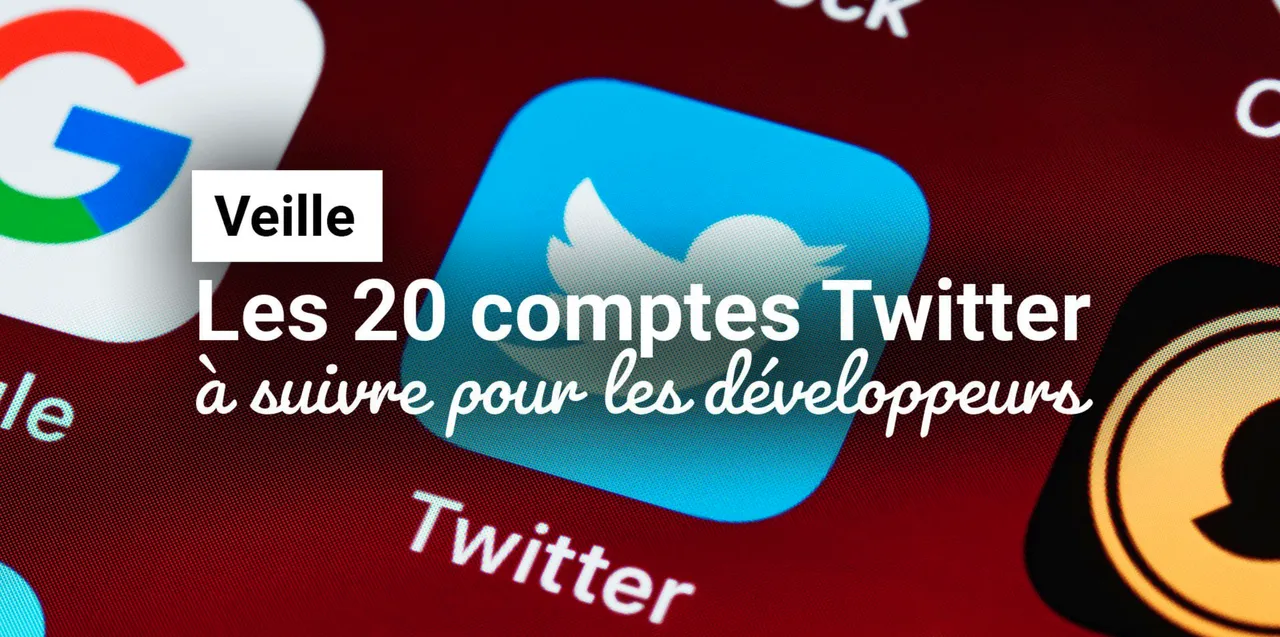 Veille
Les 20 comptes Twitter
à suivre pour les développeurs
Twitter